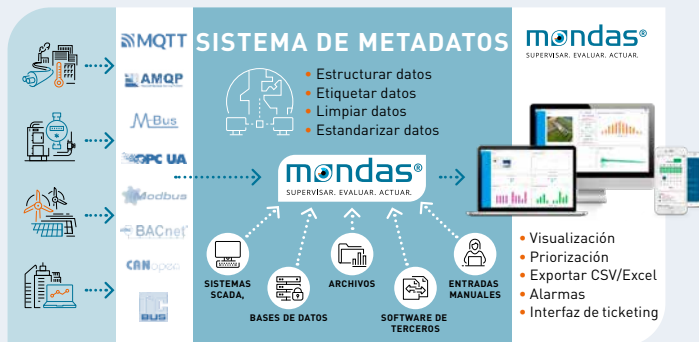 MQTT
AMQP
M-Bus
OPC UA
Modbus
BACnet
CANopen
BUS
SISTEMA DE METADATOS
• Estructurar datos
• Etiquetar datos
• Limpiar datos
• Estandarizar datos
mondas®
SUPERVISAR. EVALUAR. ACTUAR.
SISTEMAS
SCADA,
BASES DE DATOS
ARCHIVOS
SOFTWARE DE
TERCEROS
ENTRADAS
MANUALES
mondas®
SUPERVISAR. EVALUAR. ACTUAR.
• Visualización
• Priorización
• Exportar CSV/Excel
• Alarmas
• Interfaz de ticketing